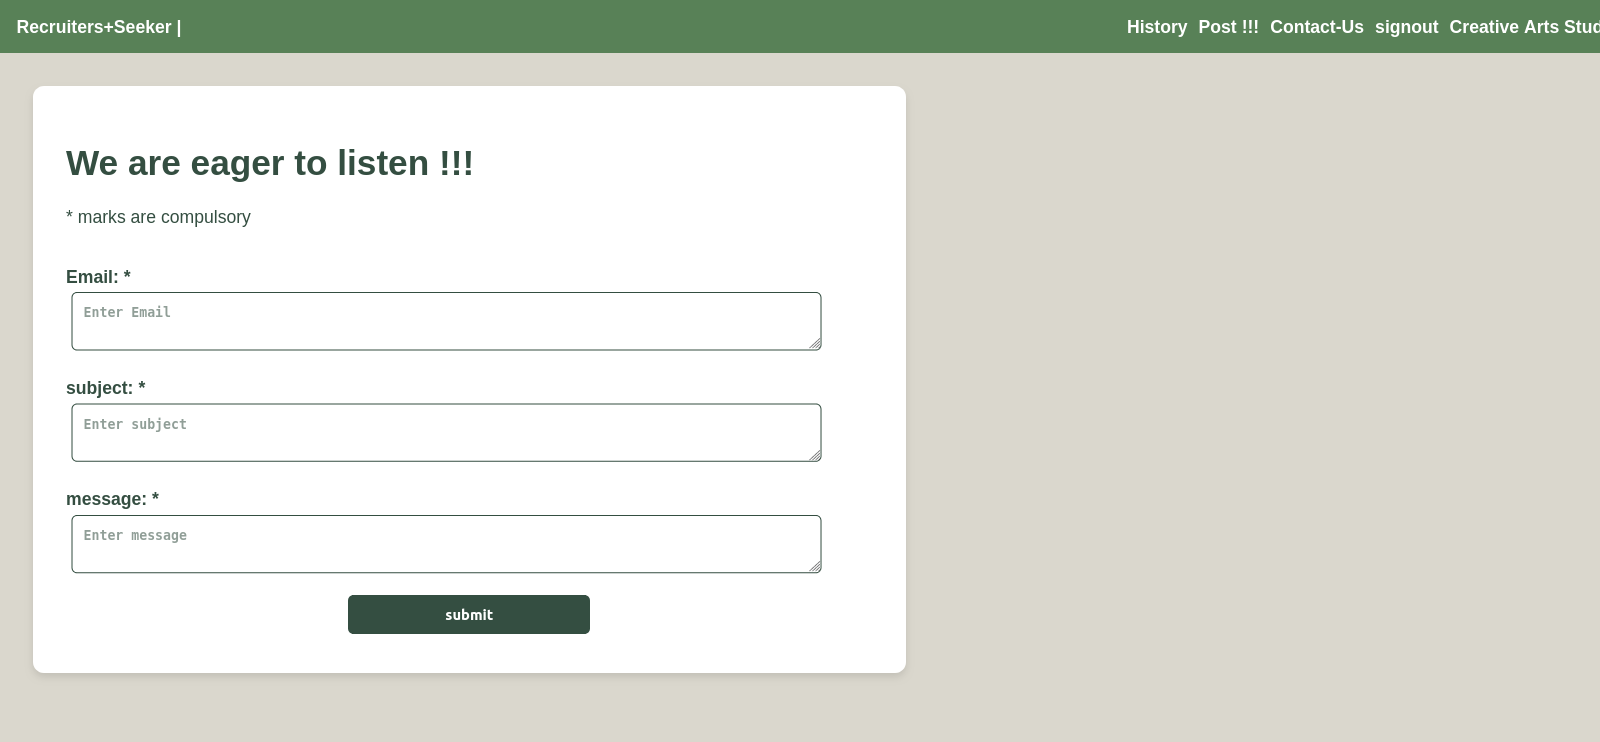 Recruiters+Seeker | History Post !!! Contact-Us signout Creative Arts Stud
We are eager to listen !!!
* marks are compulsory
Email: *
Enter Email
subject: *
Enter subject
message: *
Enter message
submit